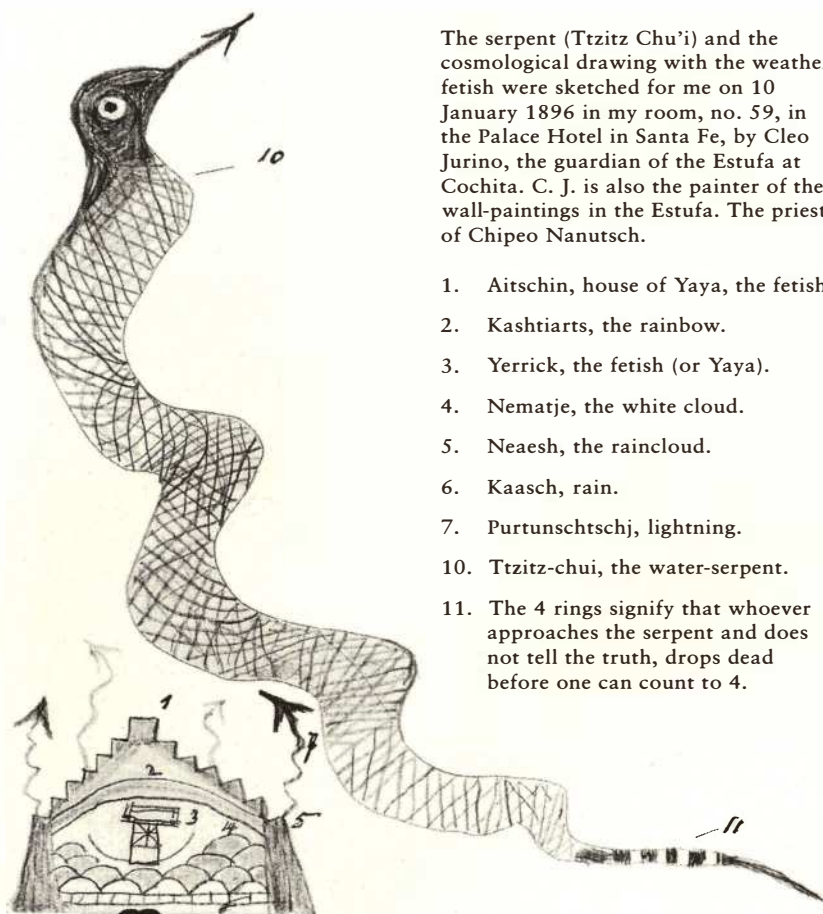 The serpent (Ttzitz Chu’i) and the
cosmological drawing with the weathe
fetish were sketched for me on 10
January 1896 in my room, no. 59, in
the Palace Hotel in Santa Fe, by Cleo
Jurino, the guardian of the Estufa at
Cochita. C. J. is also the painter of the
wall-paintings in the Estufa. The priest
of Chipeo Nanutsch.
1. Aitschin, house of Yaya, the fetish
2. Kashtiarts, the rainbow.
3. Yerrick, the fetish (or Yaya).
4. Nematje, the white cloud.
5. Neaesh, the raincloud.
6. Kaasch, rain.
7. Purtunschtschj, lightning.
10. Ttzitz-chui, the water-serpent.
11. The 4 rings signify that whoever
approaches the serpent and does
not tell the truth, drops dead
before one can count to 4.
10
1
7
2
3
4
5
11